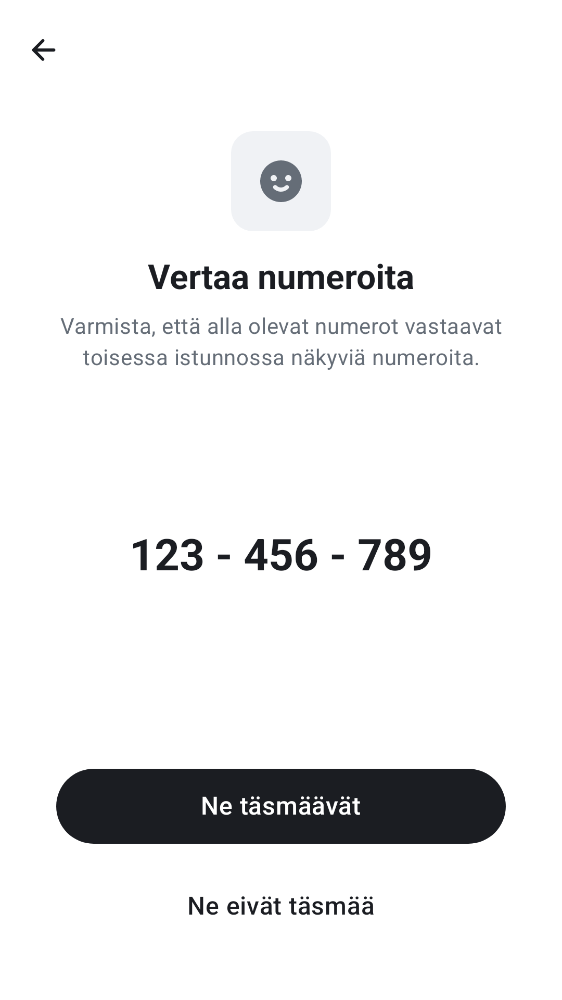 Vertaa numeroita
Varmista, että alla olevat numerot vastaavat
toisessa istunnossa näkyviä numeroita.
123 - 456 - 789
Ne täsmäävät
Ne eivät täsmää